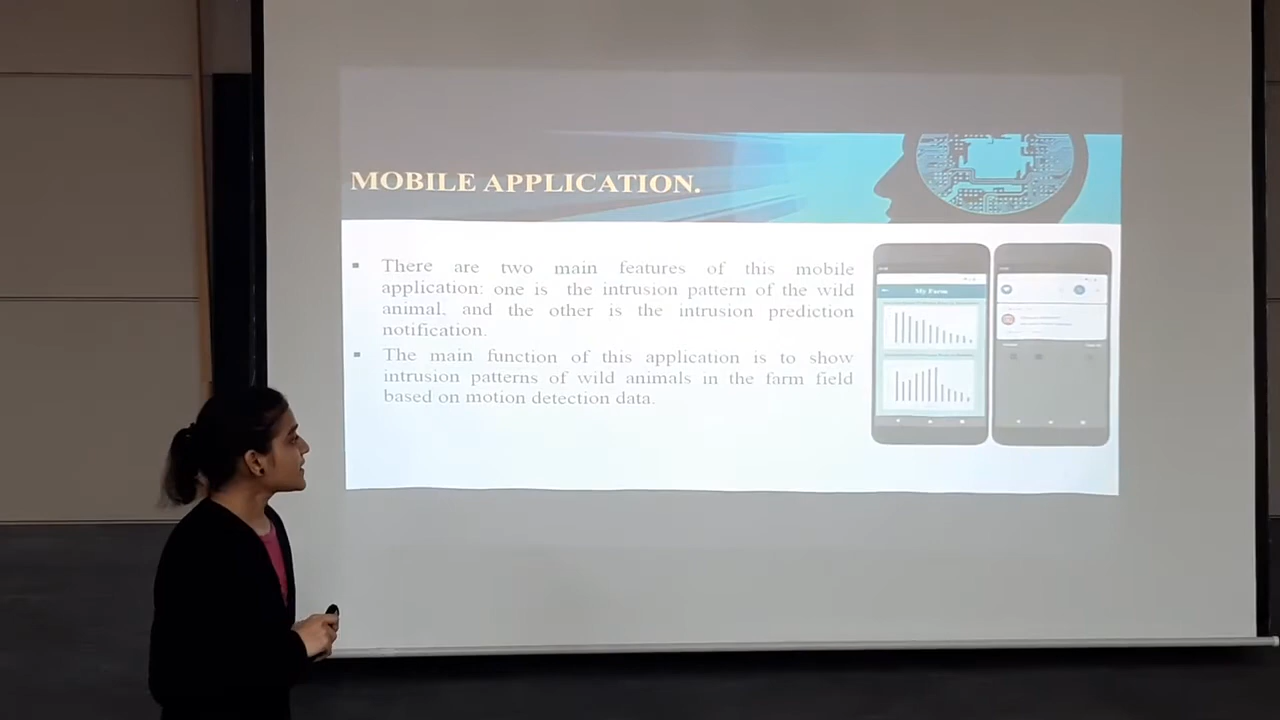 MOBILE APPLICATION.
▪ There are two main features of this mobile
application: one is the intrusion pattern of the wild
animal, and the other is the intrusion prediction
notification.
▪ The main function of this application is to show
intrusion patterns of wild animals in the farm field
based on motion detection data.
My Farm